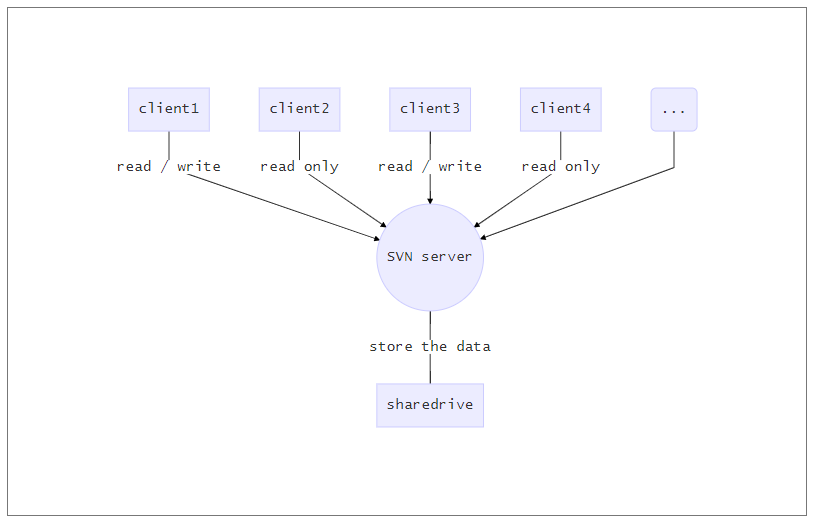 client1
client2
client3
client4
...
read / write
read only
read / write
read only
SVN server
store the data
sharedrive